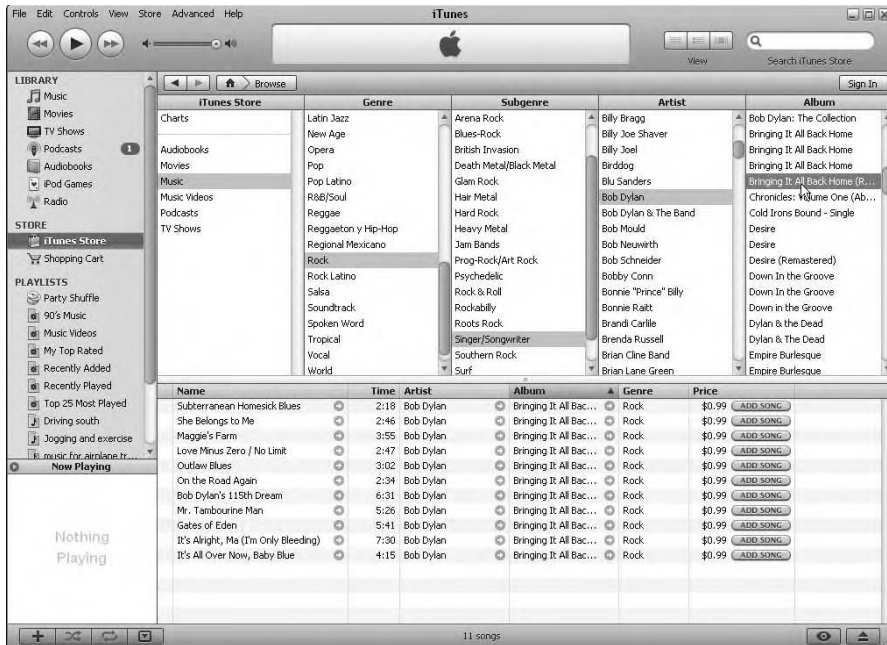 File Edit Controls View Store Advanced Help
iTunes
View
Search iTunes Store
LIBRARY
Music
Movies
TV Shows
Podcasts 1
Audiobooks
iPod Games
Radio
STORE
iTunes Store
Shopping Cart
PLAYLISTS
Party Shuffle
90's Music
Music Videos
My Top Rated
Recently Added
Recently Played
Top 25 Most Played
Driving south
Jogging and exercise
music for airplane tr...
Now Playing
Nothing
Playing
Browse
Sign In
iTunes Store
Charts
Audiobooks
Movies
Music
Music Videos
Podcasts
TV Shows
Genre
Latin Jazz
New Age
Opera
Pop
Pop Latino
R&B/Soul
Reggae
Reggaeton y Hip-Hop
Regional Mexicano
Rock
Rock Latino
Salsa
Soundtrack
Spoken Word
Tropical
Vocal
World
Subgenre
Arena Rock
Blues-Rock
British Invasion
Death Metal/Black Metal
Glam Rock
Hair Metal
Hard Rock
Heavy Metal
Jam Bands
Prog-Rock/Art Rock
Psychedelic
Rock & Roll
Rockabilly
Roots Rock
Singer/Songwriter
Southern Rock
Surf
Artist
Billy Bragg
Billy Joe Shaver
Billy Joel
Birddog
Blu Sanders
Bob Dylan
Bob Dylan & The Band
Bob Mould
Bob Neuwirth
Bob Schneider
Bobby Conn
Bonnie "Prince" Billy
Bonnie Raitt
Brandi Carlile
Brenda Russell
Brian Cline Band
Brian Lane Green
Album
Bob Dylan: The Collection
Bringing It All Back Home
Bringing It All Back Home
Bringing It All Back Home
Bringing It All Back Home (R...
Chronicles: Volume One (Ab...
Cold Irons Bound - Single
Desire
Desire
Desire (Remastered)
Down In the Groove
Down In the Groove
Down in the Groove
Dylan & the Dead
Dylan & the Dead
Empire Burlesque
Empire Burlesque
Name Time Artist Album Genre Price
Subterranean Homesick Blues 2:18 Bob Dylan Bringing It All Bac... Rock $0.99 ADD SONG
She Belongs to Me 2:46 Bob Dylan Bringing It All Bac... Rock $0.99 ADD SONG
Maggie's Farm 3:55 Bob Dylan Bringing It All Bac... Rock $0.99 ADD SONG
Love Minus Zero / No Limit 2:47 Bob Dylan Bringing It All Bac... Rock $0.99 ADD SONG
Outlaw Blues 3:02 Bob Dylan Bringing It All Bac... Rock $0.99 ADD SONG
On the Road Again 2:34 Bob Dylan Bringing It All Bac... Rock $0.99 ADD SONG
Bob Dylan's 115th Dream 6:31 Bob Dylan Bringing It All Bac... Rock $0.99 ADD SONG
Mr. Tambourine Man 5:26 Bob Dylan Bringing It All Bac... Rock $0.99 ADD SONG
Gates of Eden 5:41 Bob Dylan Bringing It All Bac... Rock $0.99 ADD SONG
It's Alright, Ma (I'm Only Bleeding) 7:30 Bob Dylan Bringing It All Bac... Rock $0.99 ADD SONG
It's All Over Now, Baby Blue 4:15 Bob Dylan Bringing It All Bac... Rock $0.99 ADD SONG
11 songs